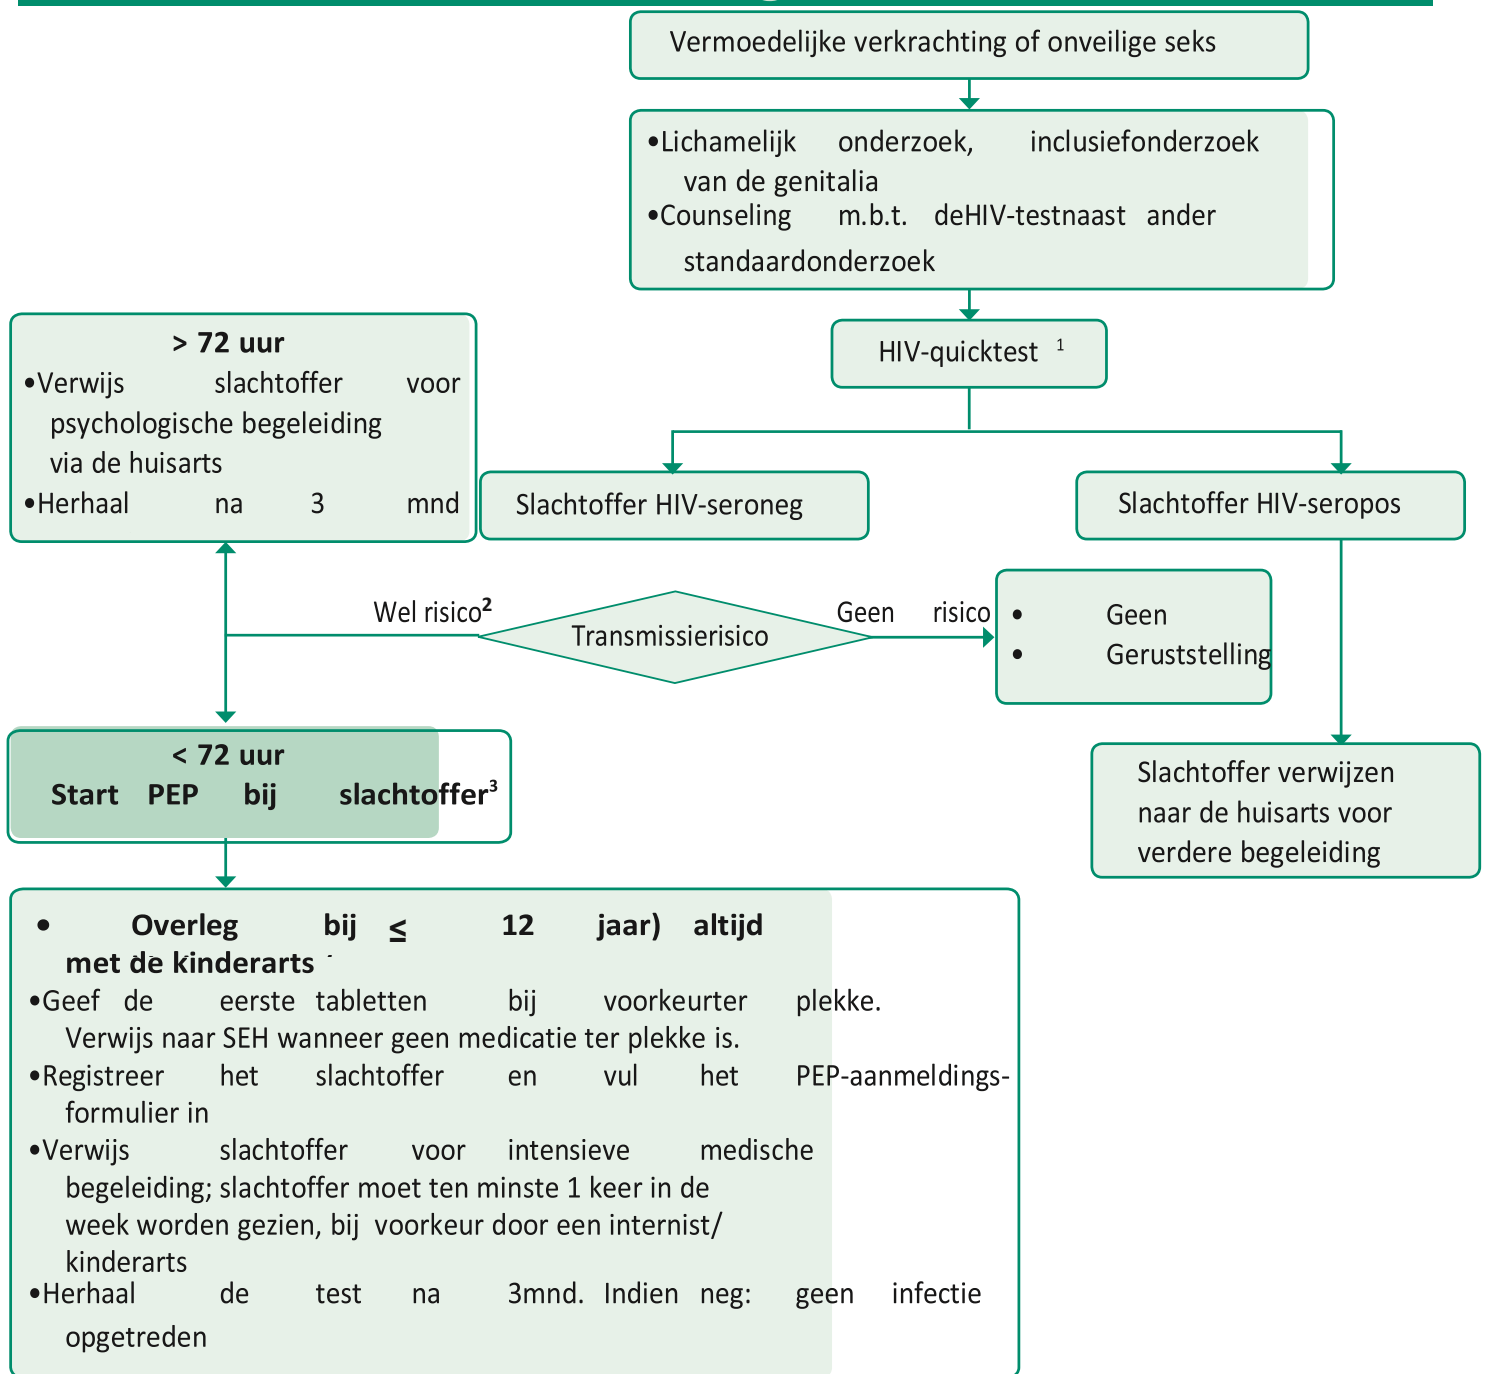 Vermoedelijke verkrachting of onveilige seks
•Lichamelijk onderzoek, inclusiefonderzoek
van de genitalia
•Counseling m.b.t. deHIV-testnaast ander
standaardonderzoek
HIV-quicktest 1
> 72 uur
•Verwijs slachtoffer voor
psychologische begeleiding
via de huisarts
•Herhaal na 3 mnd
Slachtoffer HIV-seroneg
Slachtoffer HIV-seropos
Wel risico2
Transmissierisico
Geen risico
• Geen
• Geruststelling
< 72 uur
Start PEP bij slachtoffer3
Slachtoffer verwijzen
naar de huisarts voor
verdere begeleiding
• Overleg bij ≤ 12 jaar) altijd
met de kinderarts
•Geef de eerste tabletten bij voorkeurter plekke.
Verwijs naar SEH wanneer geen medicatie ter plekke is.
•Registreer het slachtoffer en vul het PEP-aanmeldings-
formulier in
•Verwijs slachtoffer voor intensieve medische
begeleiding; slachtoffer moet ten minste 1 keer in de
week worden gezien, bij voorkeur door een internist/
kinderarts
•Herhaal de test na 3mnd. Indien neg: geen infectie
opgetreden